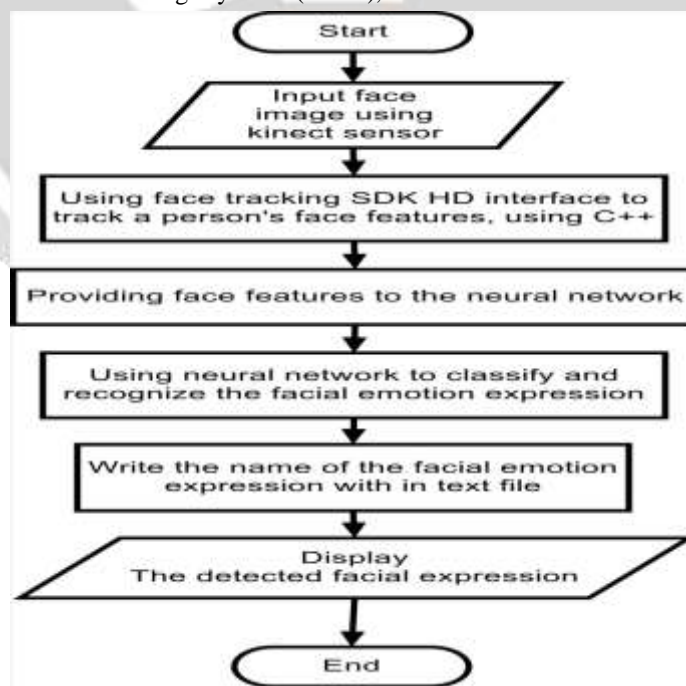 Start
Input face
image using
kinect sensor
Using face tracking SDK HD interface to
track a person's face features, using C++
Providing face features to the neural network
Using neural network to classify and
recognize the facial emotion expression
Write the name of the facial emotion
expression with in text file
Display
The detected facial expression
End